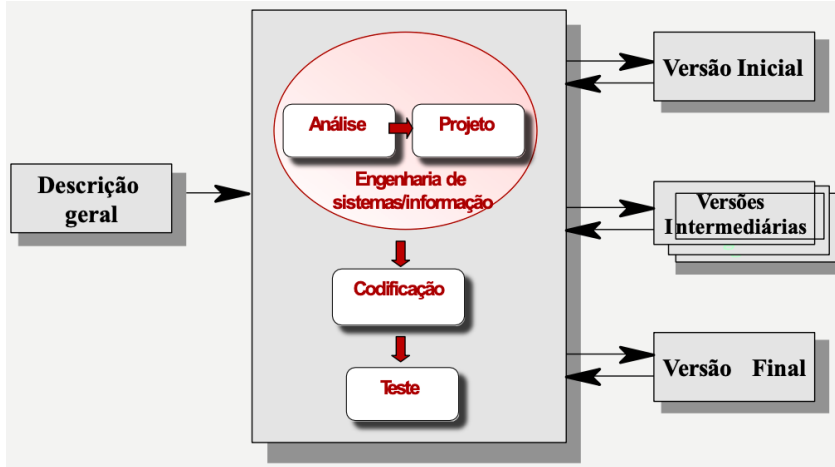 Descrição
geral
Análise
Projeto
Engenharia de
sistemas/informação
Codificação
Teste
Versão Inicial
Versões
Intermediárias
Versão Final